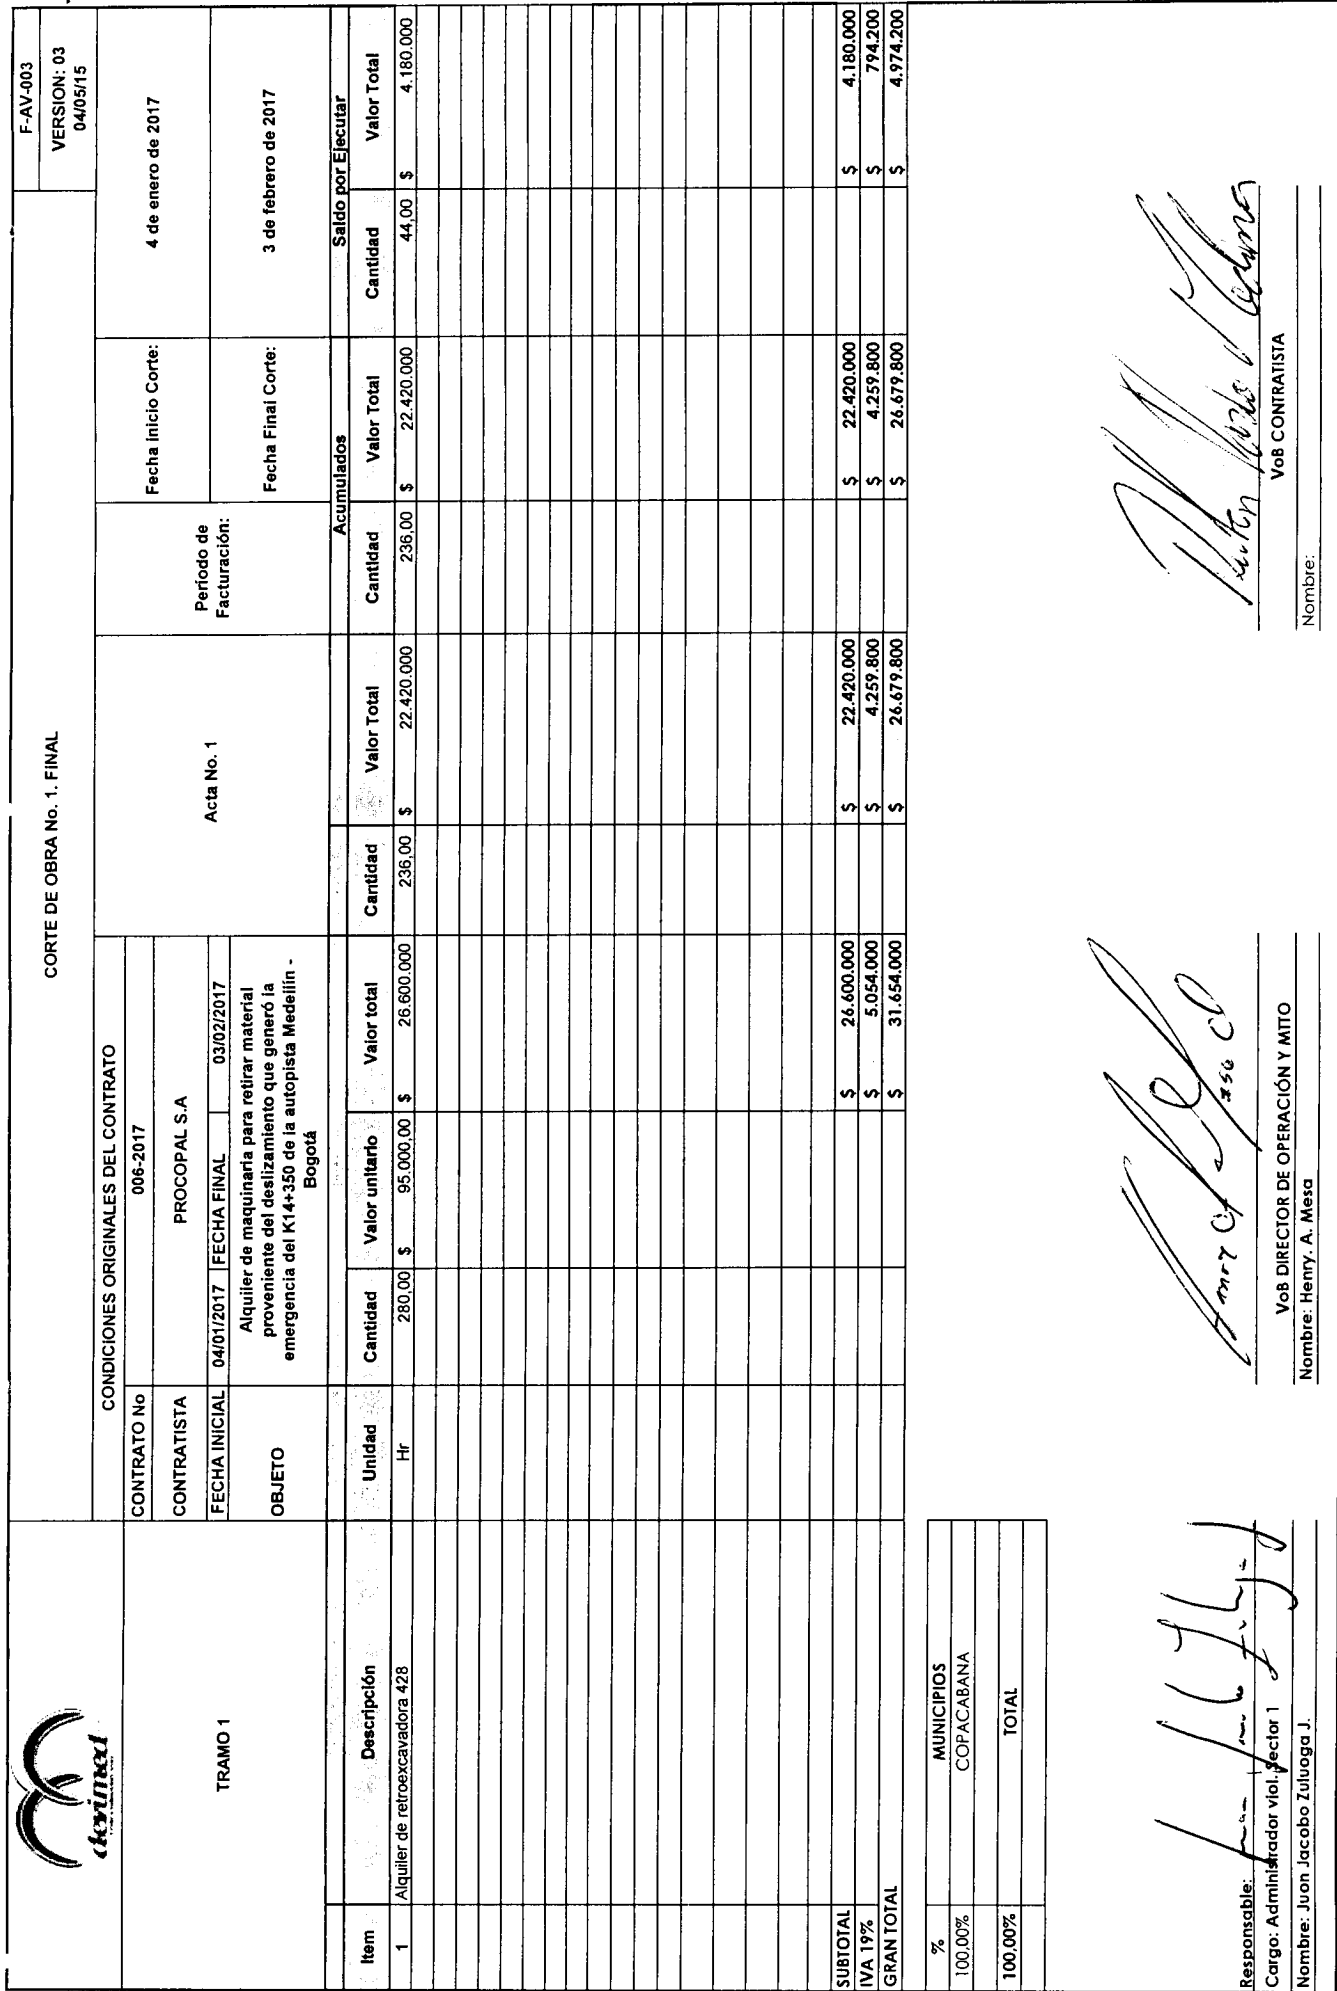 devimed
CORTE DE OBRA No. 1. FINAL
F-AV-003
VERSION: 03
04/05/15
TRAMO 1
CONDICIONES ORIGINALES DEL CONTRATO
CONTRATO No 006-2017
CONTRATISTA PROCOPAL S.A
FECHA INICIAL 04/01/2017 FECHA FINAL 03/02/2017
OBJETO
Alquiler de maquinaria para retirar material
proveniente del deslizamiento que generó la
emergencia del K14+350 de la autopista Medellín -
Bogotá
Acta No. 1
Periodo de
Facturación:
Fecha inicio Corte: 4 de enero de 2017
Fecha Final Corte: 3 de febrero de 2017
Acumulados Saldo por Ejecutar
Item Descripción Unidad Cantidad Valor unitario Valor total Cantidad Valor Total Cantidad Valor Total Cantidad Valor Total
1 Alquiler de retroexcavadora 428 Hr 280,00 $ 95.000,00 $ 26.600.000 236,00 $ 22.420.000 236,00 $ 22.420.000 44,00 $ 4.180.000
SUBTOTAL $ 26.600.000 $ 22.420.000 $ 22.420.000 $ 4.180.000
IVA 19% $ 5.054.000 $ 4.259.800 $ 4.259.800 $ 794.200
GRAN TOTAL $ 31.654.000 $ 26.679.800 $ 26.679.800 $ 4.974.200
% MUNICIPIOS
100,00% COPACABANA
100,00% TOTAL
Responsable:
Cargo: Administrador vial. Sector 1
Nombre: Juan Jacobo Zuluaga J.
VoB DIRECTOR DE OPERACIÓN Y MTTO
Nombre: Henry. A. Mesa
VoB CONTRATISTA
Nombre: